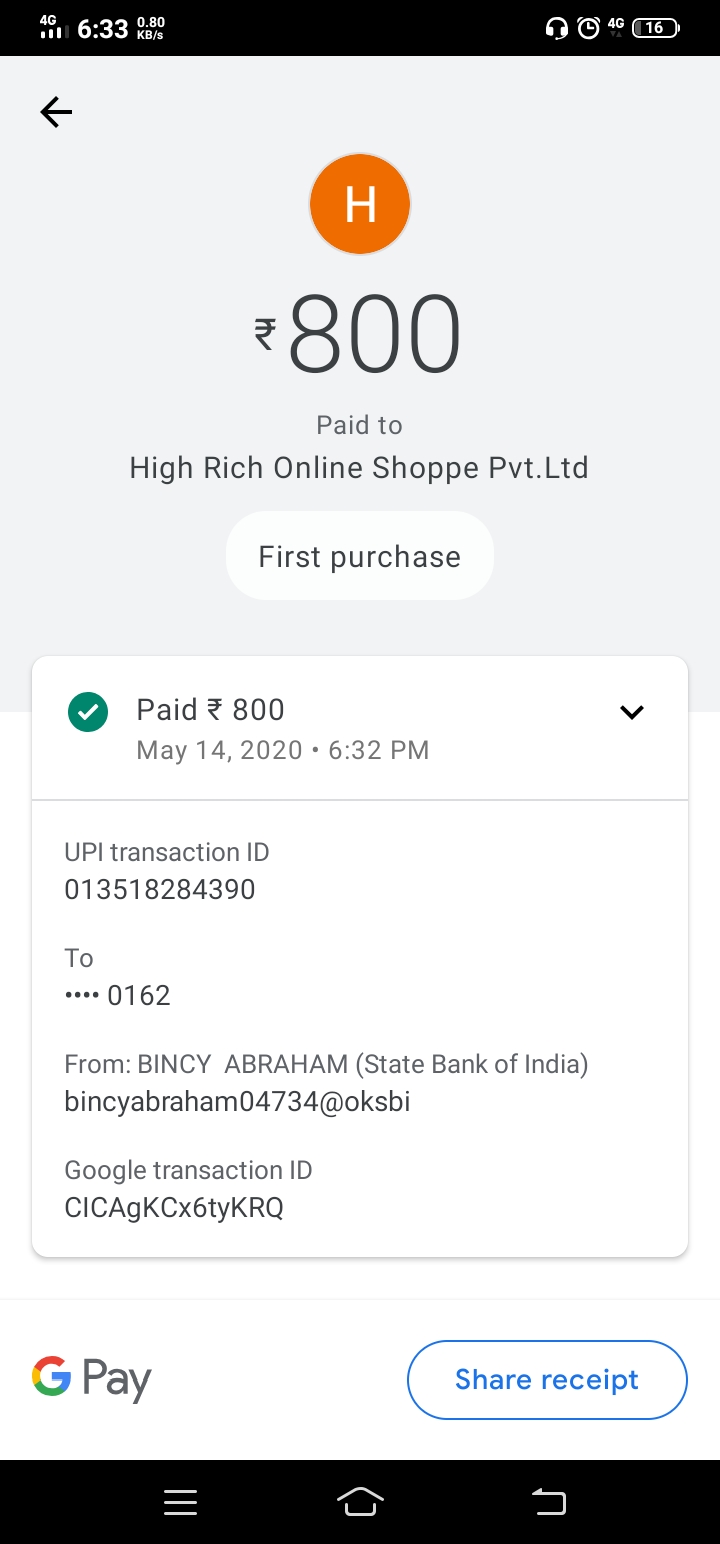 4G 6:33 0.80 KB/s 4G 16
H
₹800
Paid to
High Rich Online Shoppe Pvt.Ltd
First purchase
Paid ₹ 800
May 14, 2020 • 6:32 PM
UPI transaction ID
013518284390
To
•••• 0162
From: BINCY  ABRAHAM (State Bank of India)
bincyabraham04734@oksbi
Google transaction ID
CICAgKCx6tyKRQ
G Pay
Share receipt